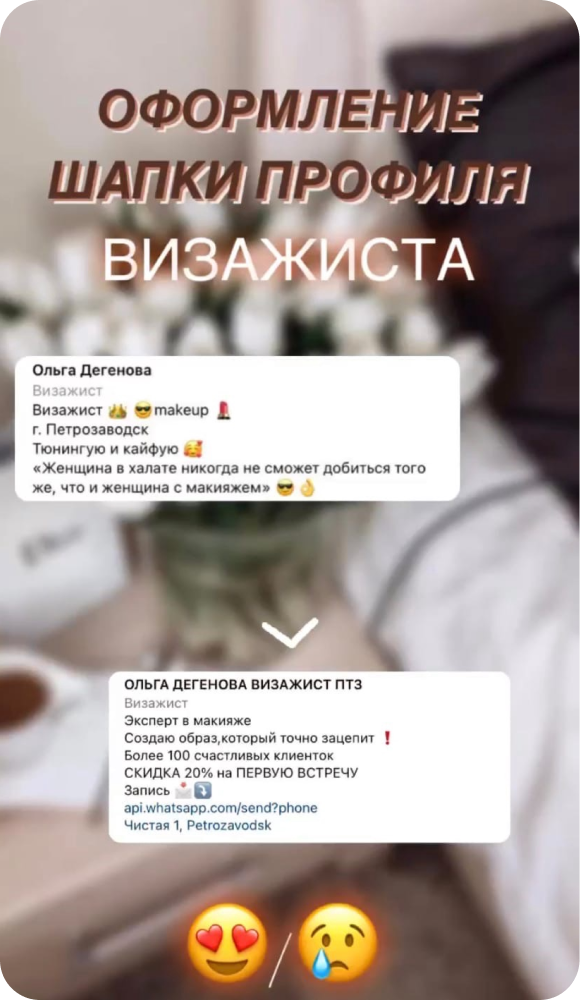 ОФОРМЛЕНИЕ
ШАПКИ ПРОФИЛЯ
ВИЗАЖИСТА
Ольга Дегенова
Визажист
Визажист 👑 😎makeup 💄
г. Петрозаводск
Тюнингую и кайфую 🥰
«Женщина в халате никогда не сможет добиться того
же, что и женщина с макияжем» 😎👌
ОЛЬГА ДЕГЕНОВА ВИЗАЖИСТ ПТЗ
Визажист
Эксперт в макияже
Создаю образ,который точно зацепит ❗
Более 100 счастливых клиенток
СКИДКА 20% на ПЕРВУЮ ВСТРЕЧУ
Запись 📩⤵️
api.whatsapp.com/send?phone
Чистая 1, Petrozavodsk
😍/😢